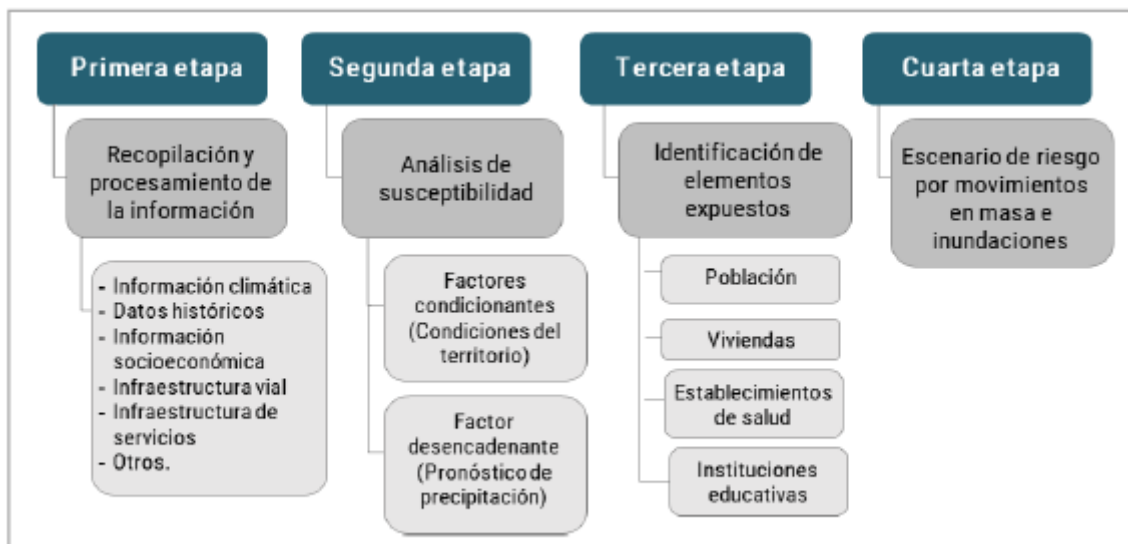 Primera etapa
Recopilación y
procesamiento de
la información
- Información climática
- Datos históricos
- Información
socioeconómica
- Infraestructura vial
- Infraestructura de
servicios
- Otros.
Segunda etapa
Análisis de
susceptibilidad
Factores
condicionantes
(Condiciones del
territorio)
Factor
desencadenante
(Pronóstico de
precipitación)
Tercera etapa
Identificación de
elementos
expuestos
Población
Viviendas
Establecimientos
de salud
Instituciones
educativas
Cuarta etapa
Escenario de riesgo
por movimientos
en masa e
inundaciones